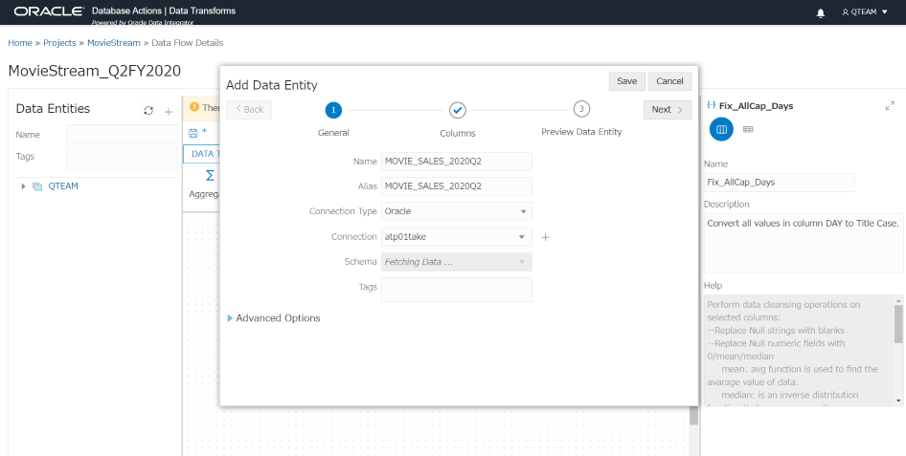 ORACLE Database Actions | Data Transforms
Powered by Oracle Data Integrator
QTEAM
Home » Projects » MovieStream » Data Flow Details
MovieStream_Q2FY2020
Data Entities
Name
Tags
QTEAM
Ther
*
DATA T
Aggrega
Add Data Entity
Save
Cancel
< Back
1
3
Next >
General
Columns
Preview Data Entity
Name MOVIE_SALES_2020Q2
Alias MOVIE_SALES_2020Q2
Connection Type Oracle
Connection atp01take
Schema Fetching Data ...
Tags
Advanced Options
Fix_AllCap_Days
Name
Fix_AllCap_Days
Description
Convert all values in column DAY to Title Case.
Help
Perform data cleansing operations on
selected columns:
--Replace Null strings with blanks
--Replace Null numeric fields with
0/mean/median
mean: avg function is used to find the
avarage value of data.
median: is an inverse distribution